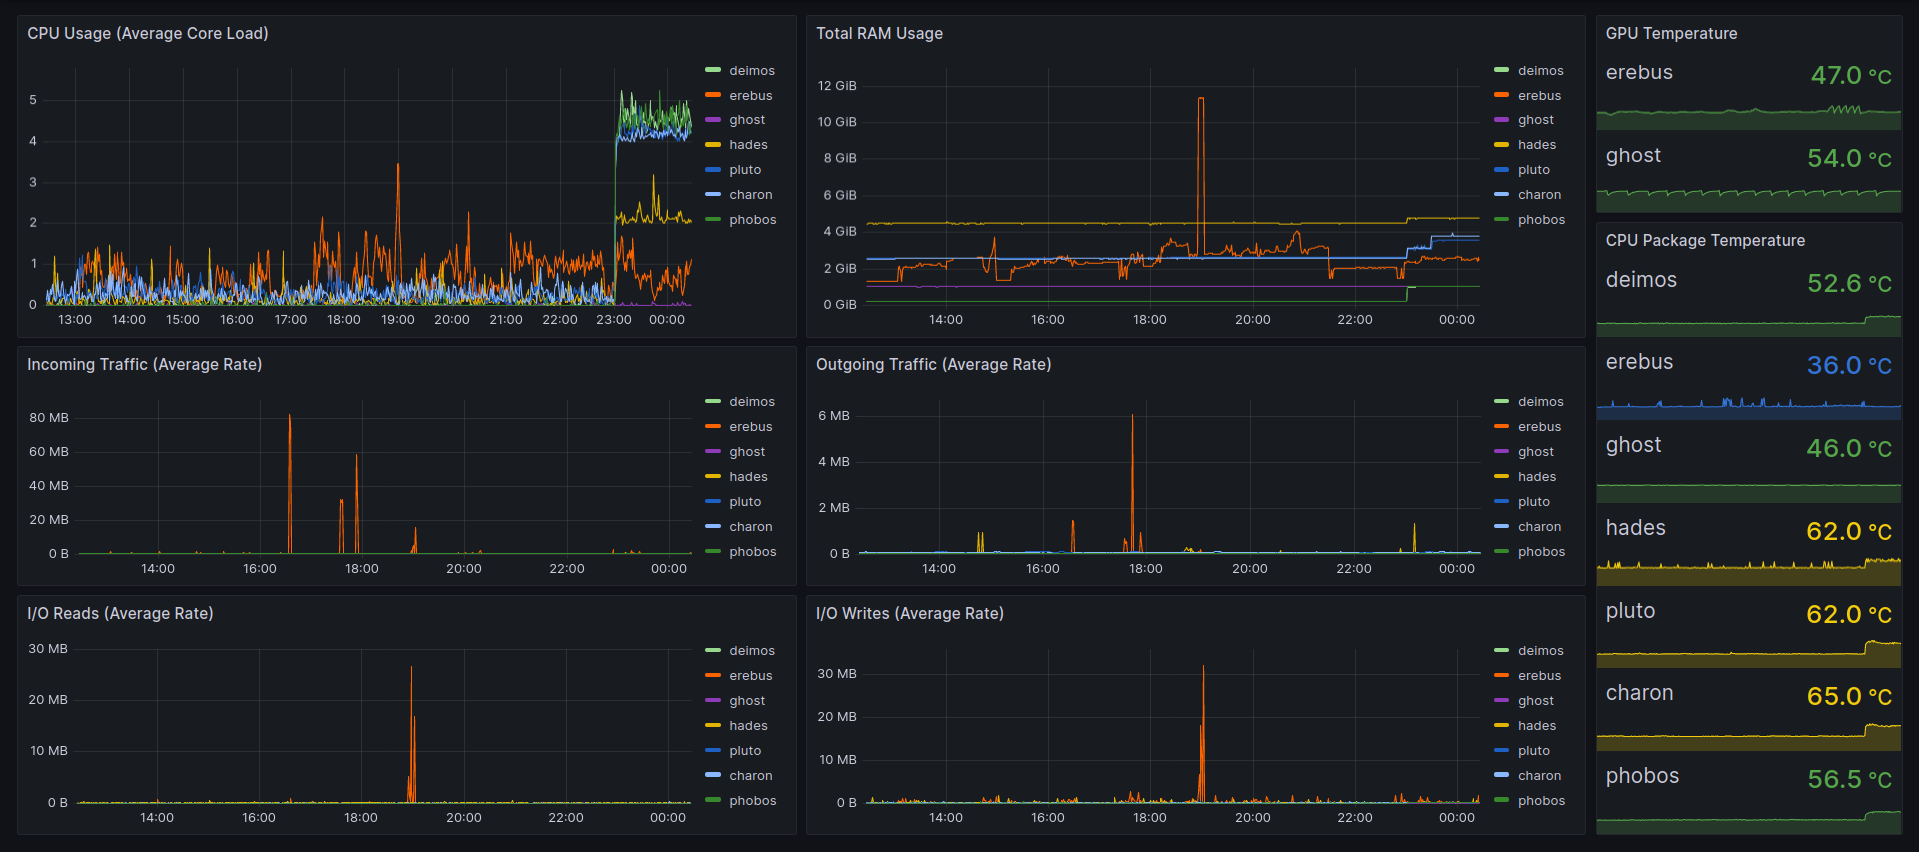 CPU Usage (Average Core Load)
5
4
3
2
1
0
13:00 14:00 15:00 16:00 17:00 18:00 19:00 20:00 21:00 22:00 23:00 00:00
deimos
erebus
ghost
hades
pluto
charon
phobos
Total RAM Usage
12 GiB
10 GiB
8 GiB
6 GiB
4 GiB
2 GiB
0 GiB
14:00 16:00 18:00 20:00 22:00 00:00
deimos
erebus
ghost
hades
pluto
charon
phobos
Incoming Traffic (Average Rate)
80 MB
60 MB
40 MB
20 MB
0 B
14:00 16:00 18:00 20:00 22:00 00:00
deimos
erebus
ghost
hades
pluto
charon
phobos
Outgoing Traffic (Average Rate)
6 MB
4 MB
2 MB
0 B
14:00 16:00 18:00 20:00 22:00 00:00
deimos
erebus
ghost
hades
pluto
charon
phobos
I/O Reads (Average Rate)
30 MB
20 MB
10 MB
0 B
14:00 16:00 18:00 20:00 22:00 00:00
deimos
erebus
ghost
hades
pluto
charon
phobos
I/O Writes (Average Rate)
30 MB
20 MB
10 MB
0 B
14:00 16:00 18:00 20:00 22:00 00:00
deimos
erebus
ghost
hades
pluto
charon
phobos
GPU Temperature
erebus 47.0 °C
ghost 54.0 °C
CPU Package Temperature
deimos 52.6 °C
erebus 36.0 °C
ghost 46.0 °C
hades 62.0 °C
pluto 62.0 °C
charon 65.0 °C
phobos 56.5 °C